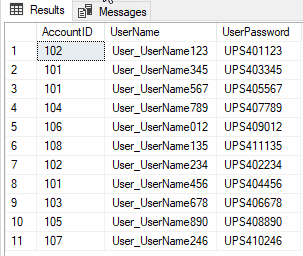 Results Messages
AccountID UserName UserPassword
1 102 User_UserName123 UPS401123
2 101 User_UserName345 UPS403345
3 101 User_UserName567 UPS405567
4 104 User_UserName789 UPS407789
5 106 User_UserName012 UPS409012
6 108 User_UserName135 UPS411135
7 102 User_UserName234 UPS402234
8 101 User_UserName456 UPS404456
9 103 User_UserName678 UPS406678
10 105 User_UserName890 UPS408890
11 107 User_UserName246 UPS410246